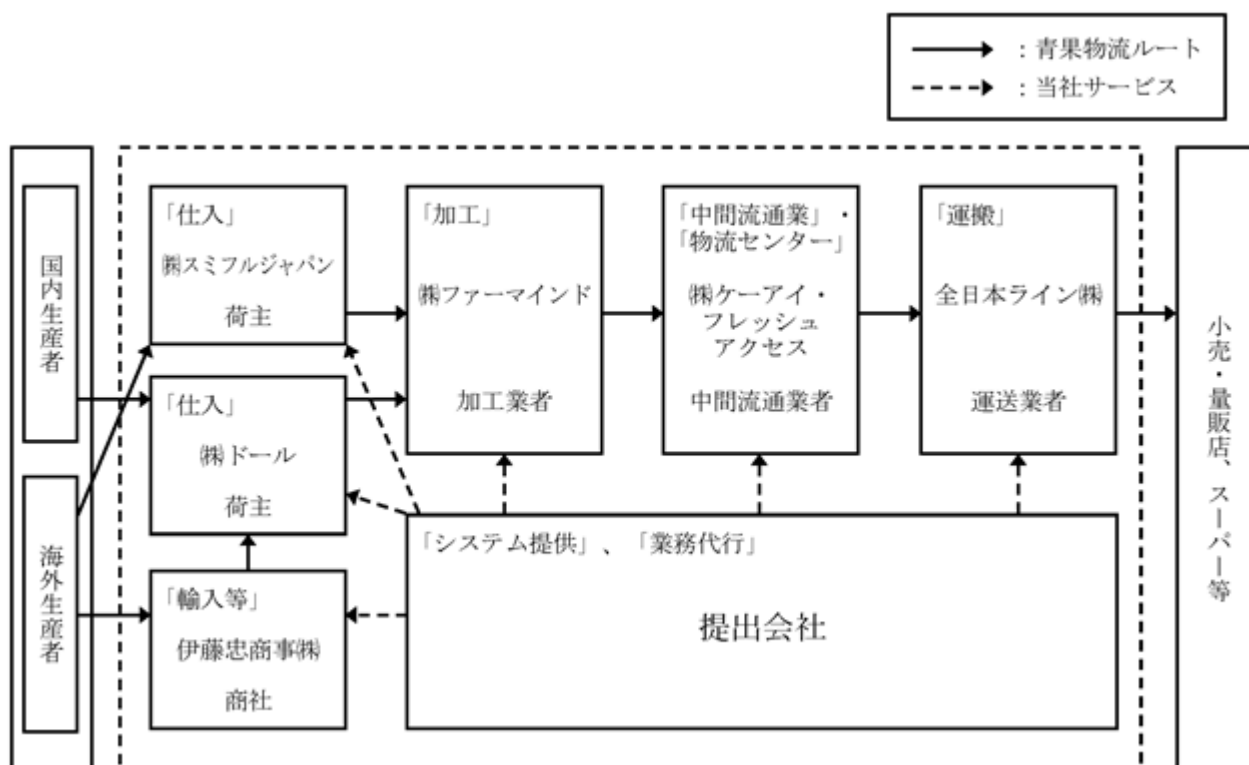 ：青果物流ルート
：当社サービス
国内生産者
海外生産者
「仕入」
㈱スミフルジャパン
荷主
「仕入」
㈱ドール
荷主
「輸入等」
伊藤忠商事㈱
商社
「加工」
㈱ファーマインド
加工業者
「中間流通業」・
「物流センター」
㈱ケーアイ・
フレッシュ
アクセス
中間流通業者
「運搬」
全日本ライン㈱
運送業者
「システム提供」、「業務代行」
提出会社
小売・量販店、スーパー等